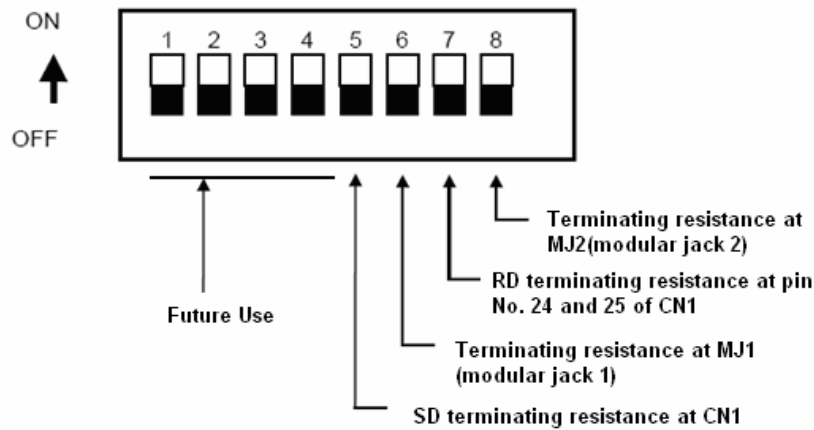 ON
1 2 3 4 5 6 7 8
OFF
Terminating resistance at
MJ2(modular jack 2)
RD terminating resistance at pin
No. 24 and 25 of CN1
Future Use
Terminating resistance at MJ1
(modular jack 1)
SD terminating resistance at CN1